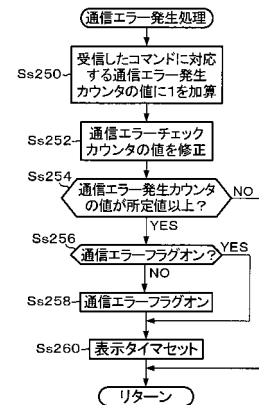 通信エラー発生処理
Ss250
受信したコマンドに対応
する通信エラー発生
カウンタの値に1を加算
Ss252
通信エラーチェック
カウンタの値を修正
Ss254
通信エラー発生カウンタ
の値が所定値以上?
NO
YES
Ss256
通信エラーフラグオン?
YES
NO
Ss258
通信エラーフラグオン
Ss260
表示タイマセット
リターン